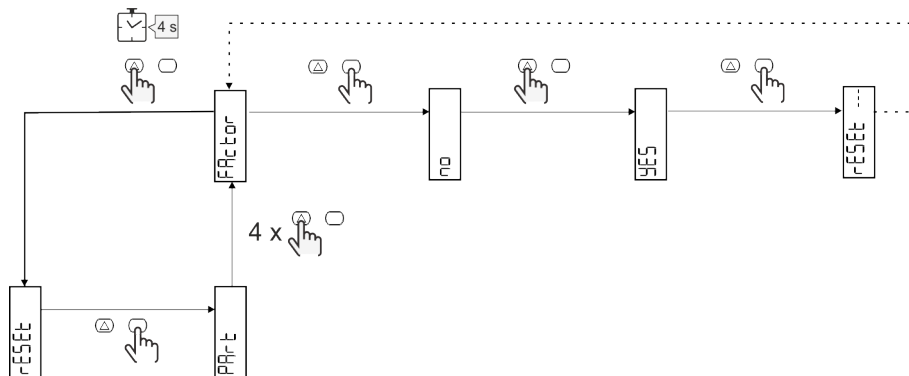 4 s
FActor
no
YES
rESEt
4 x
rESEt
PArt